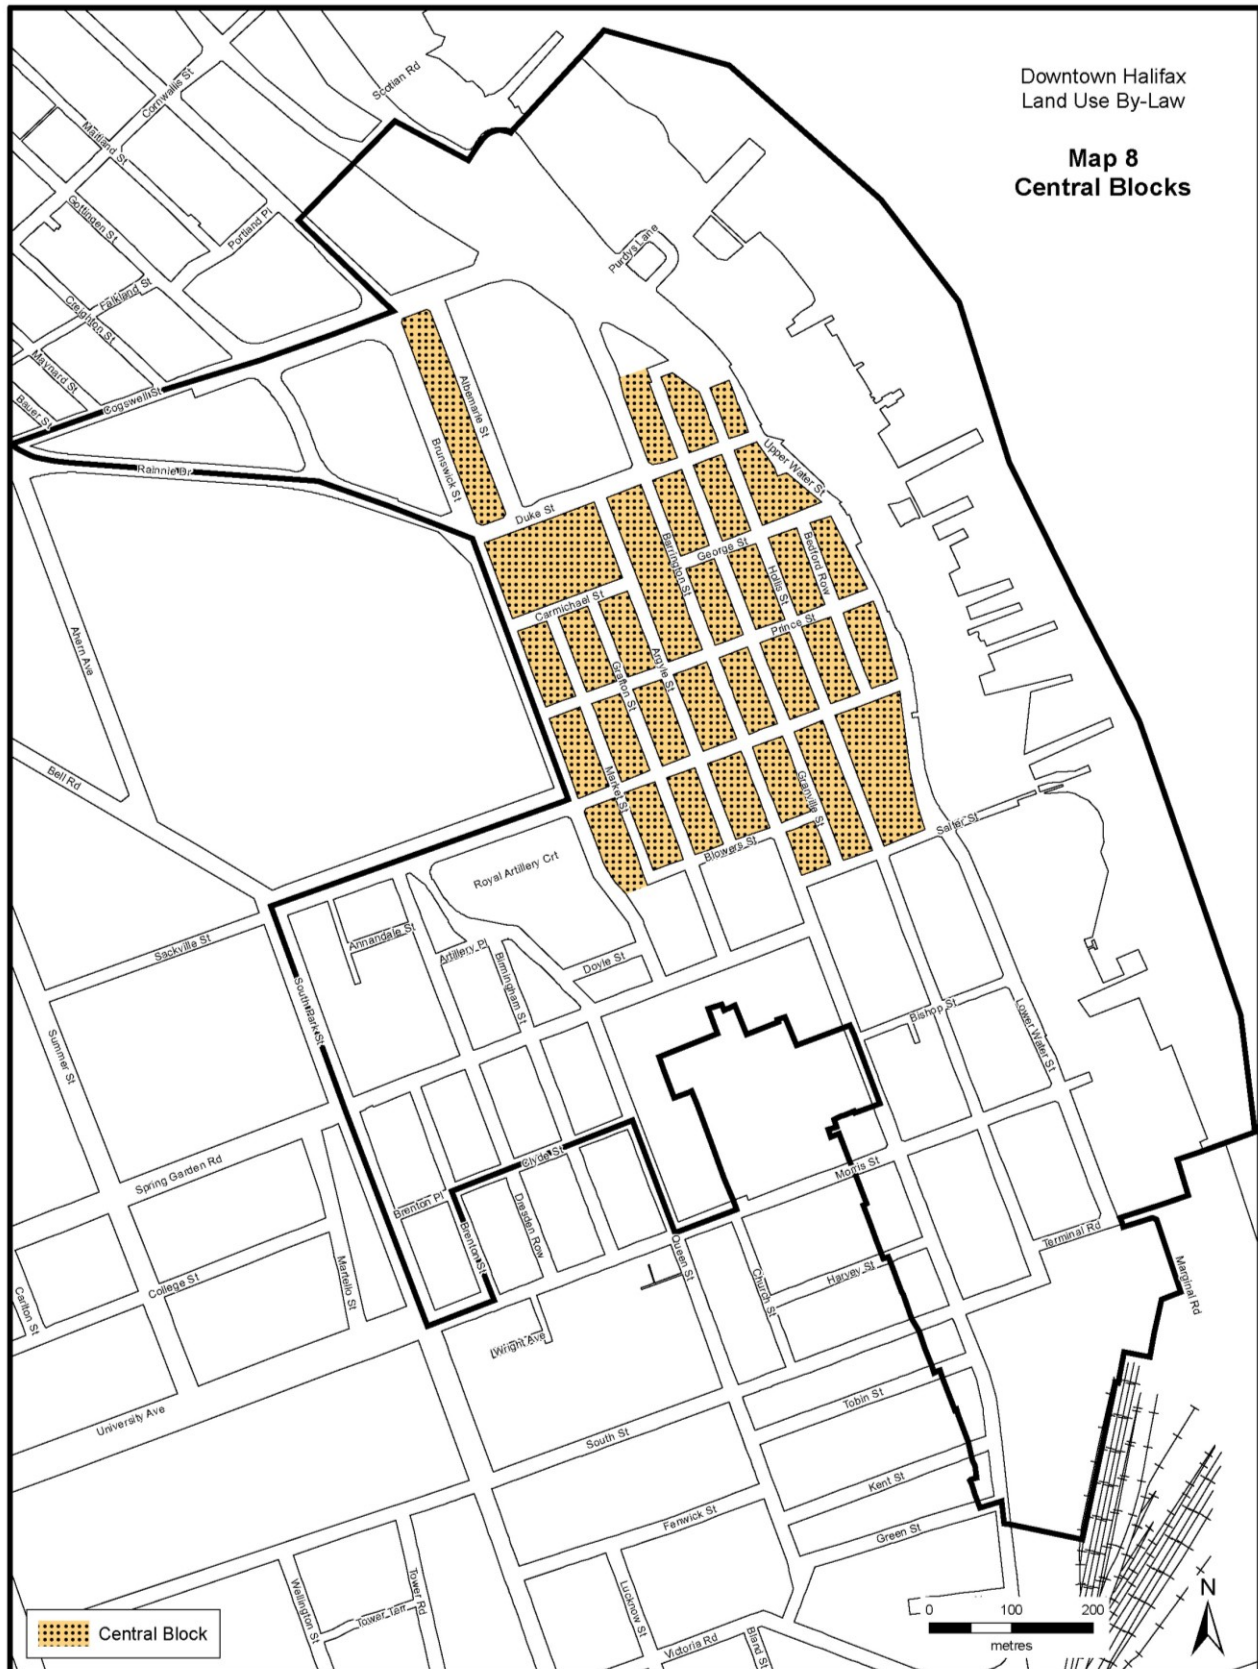 Downtown Halifax
Land Use By-Law
Map 8
Central Blocks
Scotian Rd
Cornwallis St
Maitland St
Gottingen St
Portland Pl
Purdys Lane
Falkland St
Creighton St
Maynard St
Bauer St
Cogswell St
Rainnie Dr
Albemarle St
Brunswick St
Duke St
Upper Water St
Barrington St
George St
Bedford Row
Hollis St
Carmichael St
Prince St
Argyle St
Grafton St
Ahern Ave
Bell Rd
Market St
Granville St
Salter St
Blowers St
Royal Artillery Crt
Annandale St
Sackville St
Artillery Pl
Birmingham St
Doyle St
South Park St
Bishop St
Lower Water St
Summer St
Clyde St
Morris St
Spring Garden Rd
Brenton Pl
Dresden Row
Brenton St
Queen St
Terminal Rd
Marginal Rd
Church St
Harvey St
Martello St
College St
Carlton St
Wright Ave
Tobin St
University Ave
South St
Kent St
Fenwick St
Green St
Wellington St
Tower Terr
Tower Rd
Lucknow St
Victoria Rd
Bland St
Central Block
0 100 200
metres
N